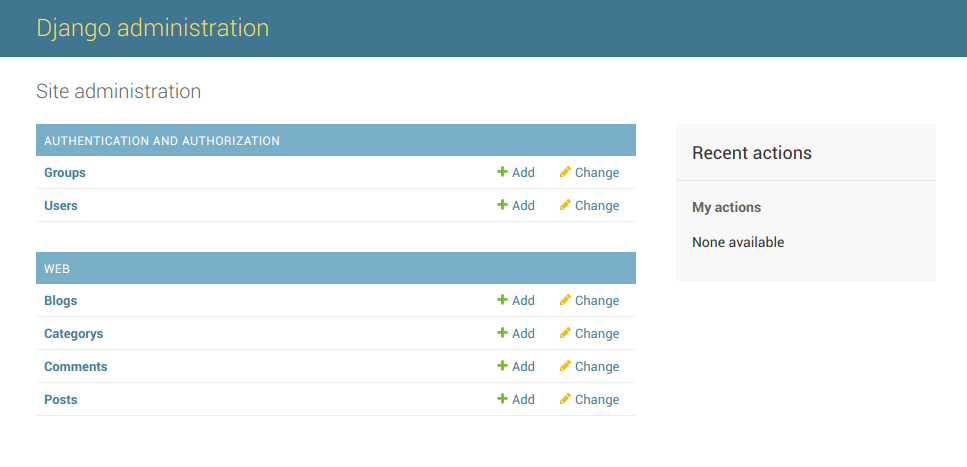 Django administration
Site administration
AUTHENTICATION AND AUTHORIZATION
Groups Add Change
Users Add Change
WEB
Blogs Add Change
Categorys Add Change
Comments Add Change
Posts Add Change
Recent actions
My actions
None available